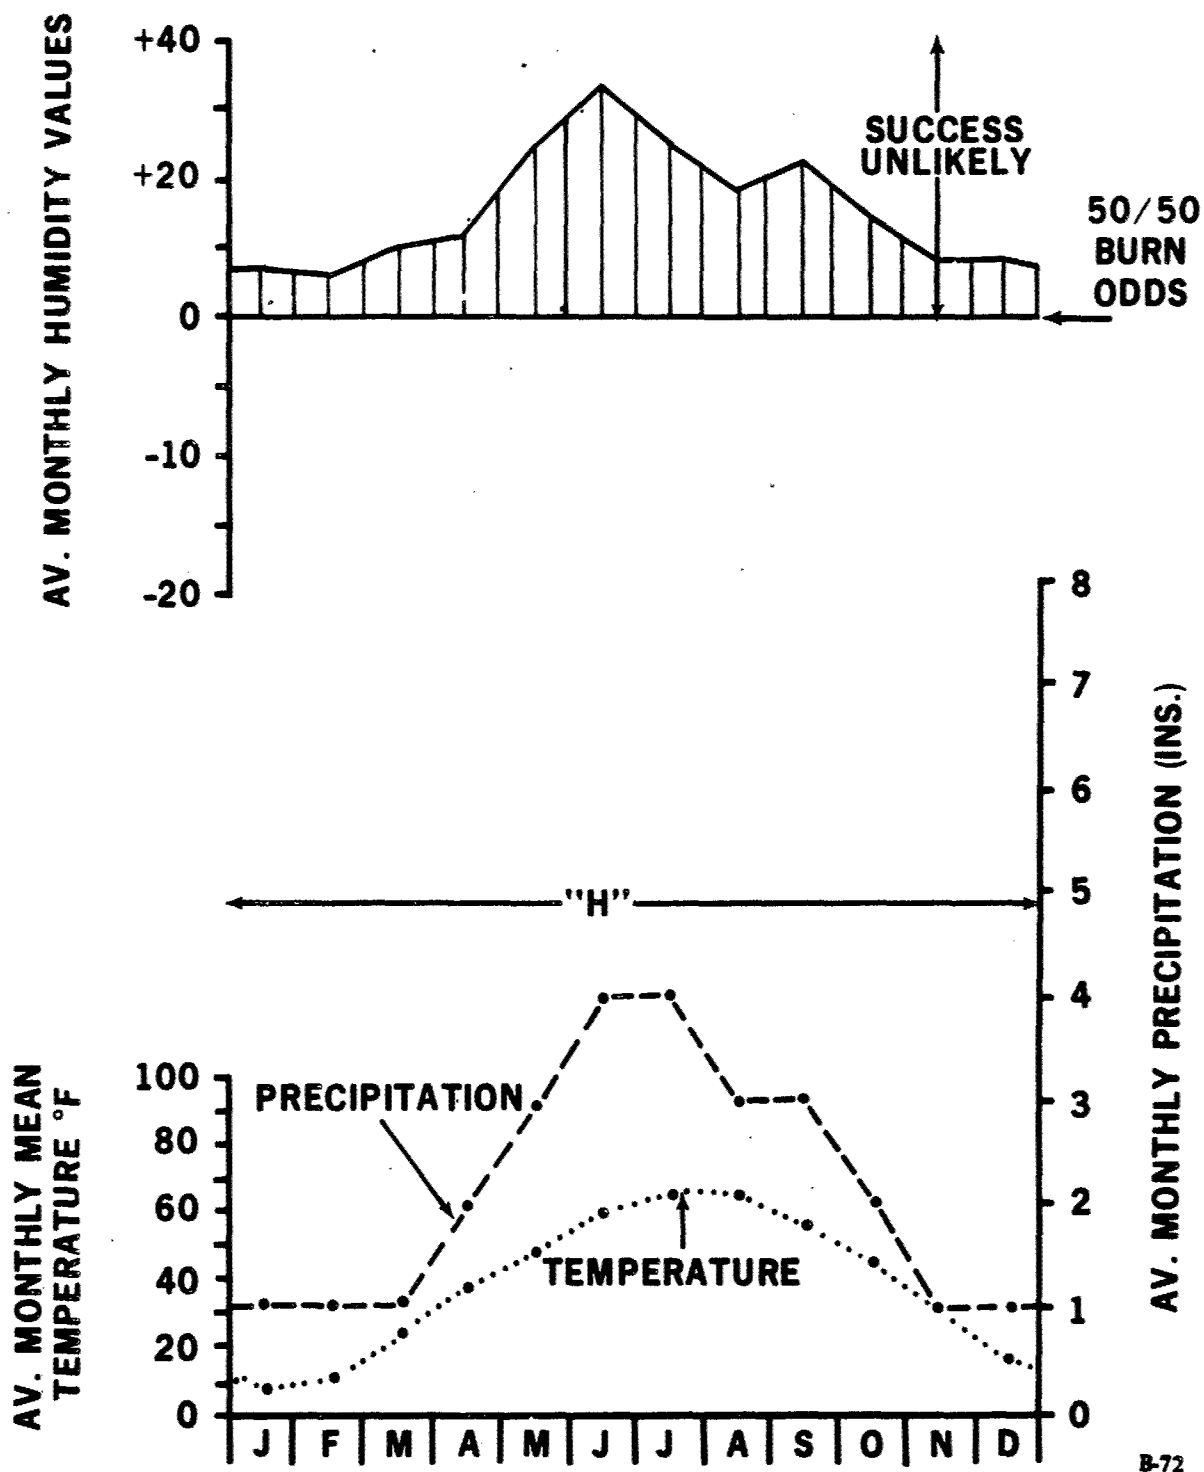 AV. MONTHLY HUMIDITY VALUES
+40
+20
0
-10
-20
SUCCESS
UNLIKELY
50/50
BURN
ODDS
8
7
6
5
4
3
2
1
0
AV. MONTHLY PRECIPITATION (INS.)
"H"
AV. MONTHLY MEAN
TEMPERATURE °F
100
80
60
40
20
0
PRECIPITATION
TEMPERATURE
J F M A M J J A S O N D
B-72